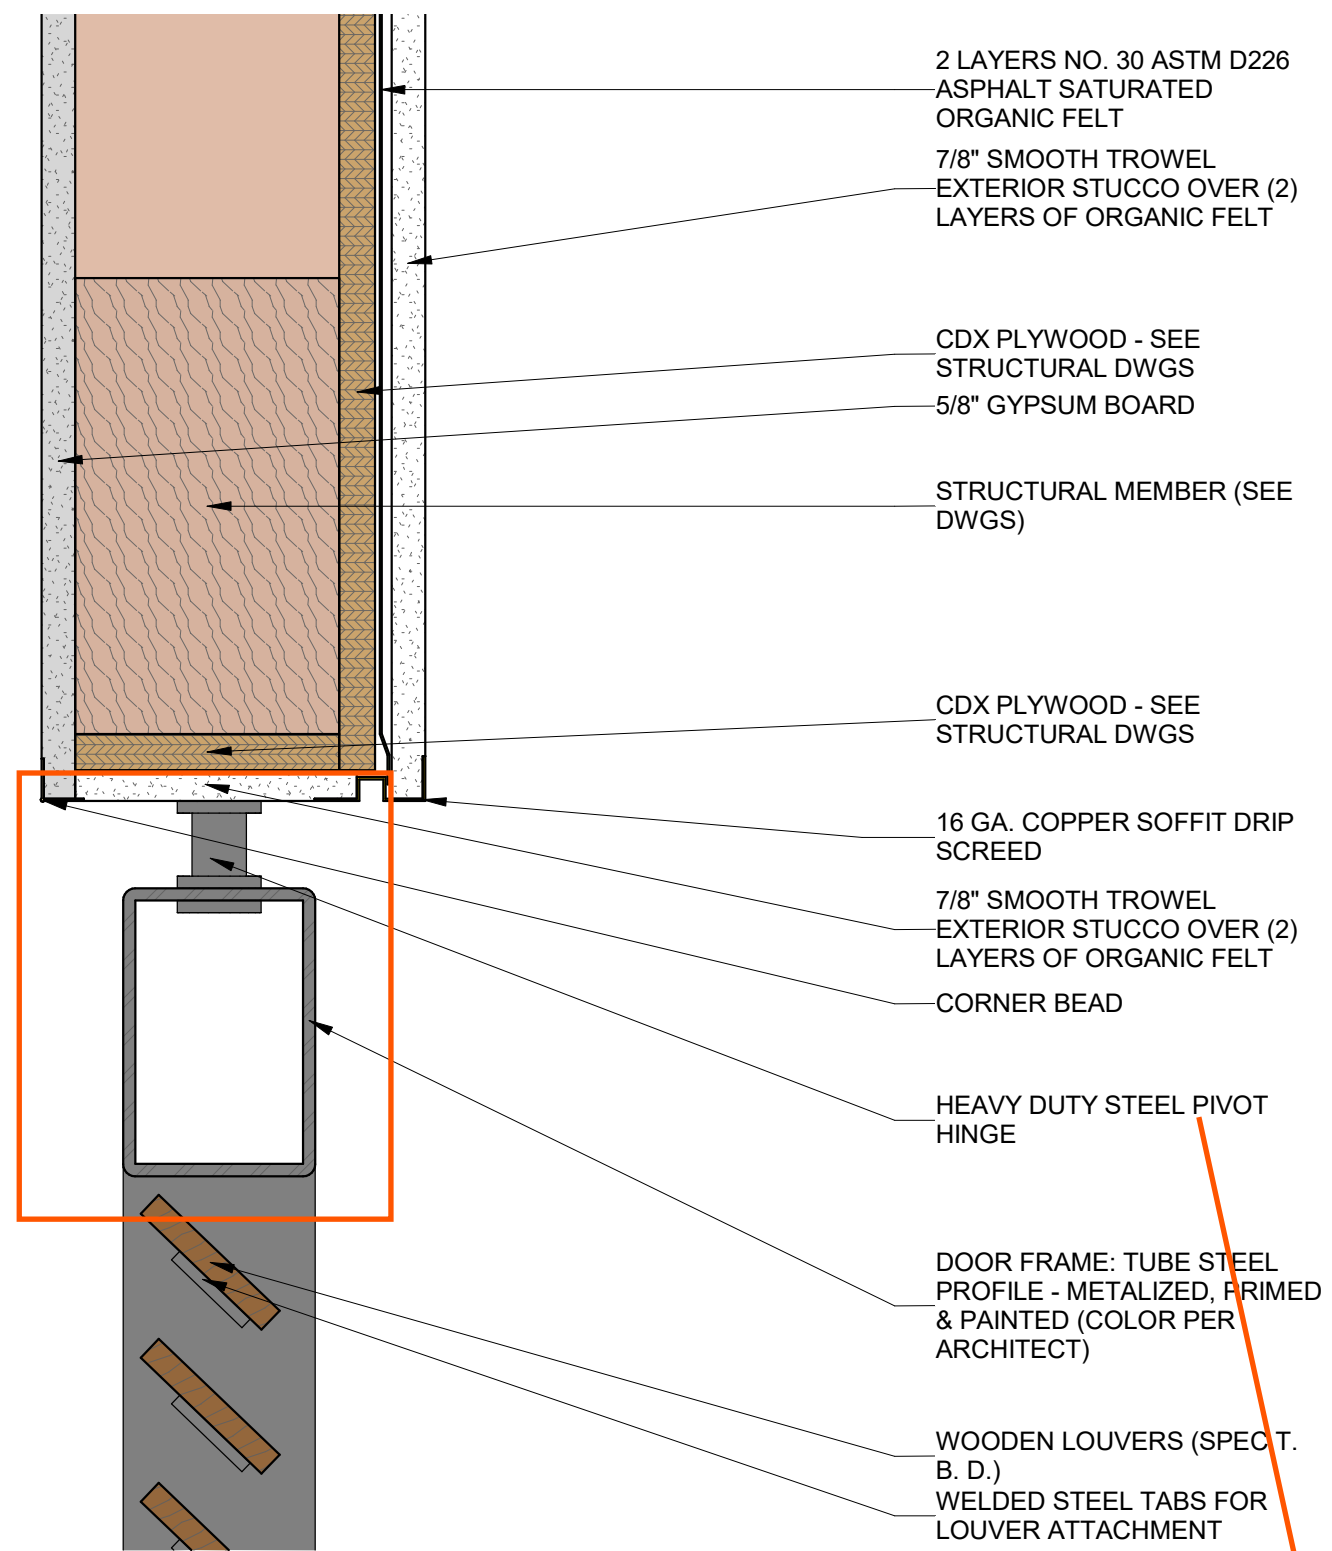 2 LAYERS NO. 30 ASTM D226
ASPHALT SATURATED
ORGANIC FELT
7/8" SMOOTH TROWEL
EXTERIOR STUCCO OVER (2)
LAYERS OF ORGANIC FELT
CDX PLYWOOD - SEE
STRUCTURAL DWGS
5/8" GYPSUM BOARD
STRUCTURAL MEMBER (SEE
DWGS)
CDX PLYWOOD - SEE
STRUCTURAL DWGS
16 GA. COPPER SOFFIT DRIP
SCREED
7/8" SMOOTH TROWEL
EXTERIOR STUCCO OVER (2)
LAYERS OF ORGANIC FELT
CORNER BEAD
HEAVY DUTY STEEL PIVOT
HINGE
DOOR FRAME: TUBE STEEL
PROFILE - METALIZED, PRIMED
& PAINTED (COLOR PER
ARCHITECT)
WOODEN LOUVERS (SPEC T.
B. D.)
WELDED STEEL TABS FOR
LOUVER ATTACHMENT